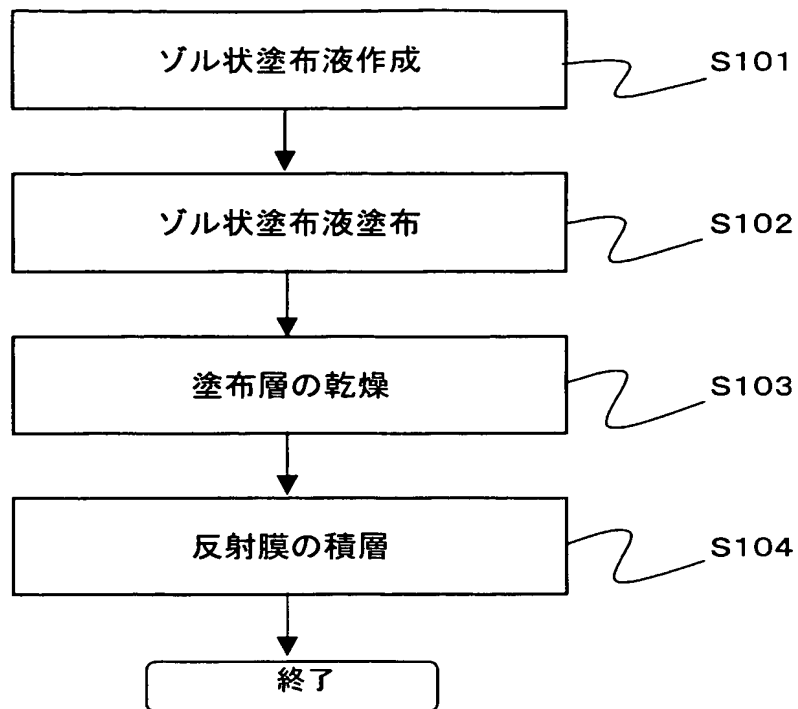 ゾル状塗布液作成
S101
ゾル状塗布液塗布
S102
塗布層の乾燥
S103
反射膜の積層
S104
終了